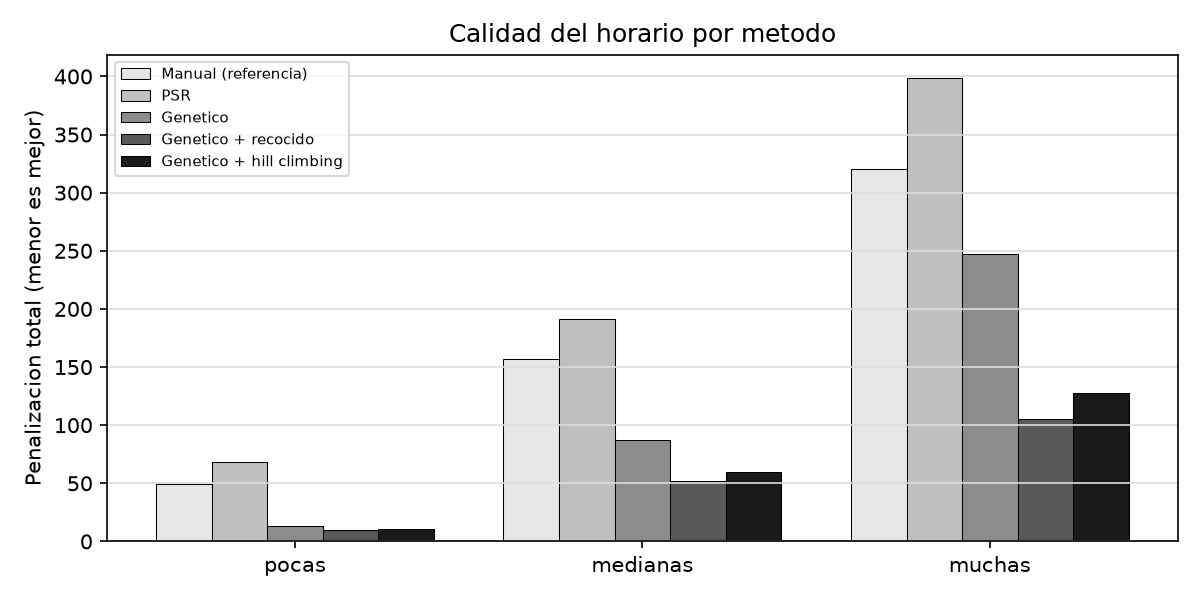 Calidad del horario por metodo
Penalizacion total (menor es mejor)
400
350
300
250
200
150
100
50
0
Manual (referencia)
PSR
Genetico
Genetico + recocido
Genetico + hill climbing
pocas
medianas
muchas